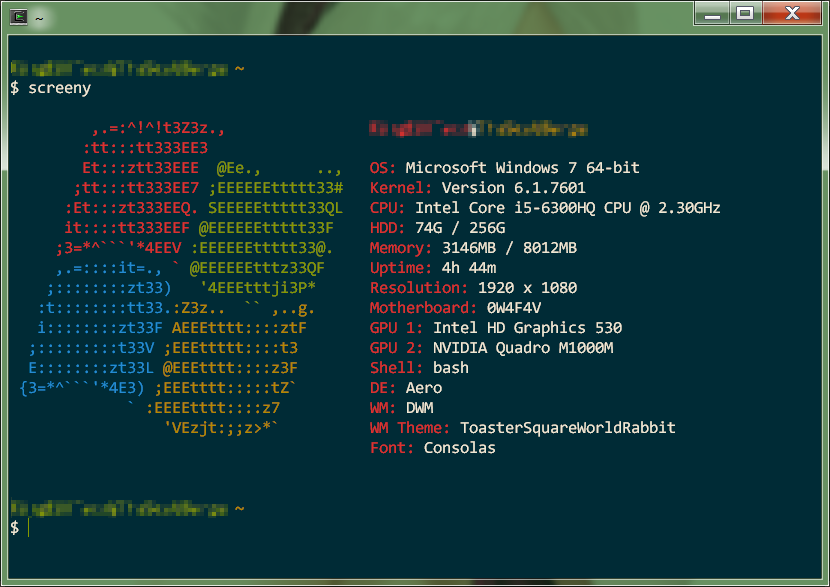 ~
~
$ screeny
,.=:^!^!t3Z3z.,
:tt:::tt333EE3
Et:::ztt33EEE  @Ee.,      ..,
OS: Microsoft Windows 7 64-bit
;tt:::tt333EE7 ;EEEEEEttttt33#
Kernel: Version 6.1.7601
:Et:::zt333EEQ. SEEEEEttttt33QL
CPU: Intel Core i5-6300HQ CPU @ 2.30GHz
it::::tt333EEF @EEEEEEttttt33F
HDD: 74G / 256G
;3=*^```'*4EEV :EEEEEEttttt33@.
Memory: 3146MB / 8012MB
,.=::::it=., ` @EEEEEEtttz33QF
Uptime: 4h 44m
;::::::::zt33)   '4EEEtttji3P*
Resolution: 1920 x 1080
:t::::::::tt33.:Z3z..  `` ,..g.
Motherboard: 0W4F4V
i::::::::zt33F AEEEtttt::::ztF
GPU 1: Intel HD Graphics 530
;:::::::::t33V ;EEEttttt::::t3
GPU 2: NVIDIA Quadro M1000M
E::::::::zt33L @EEEtttt::::z3F
Shell: bash
{3=*^```'*4E3) ;EEEtttt:::::tZ`
DE: Aero
` :EEEEtttt::::z7
WM: DWM
'VEzjt:;;z>*`
WM Theme: ToasterSquareWorldRabbit
Font: Consolas
~
$